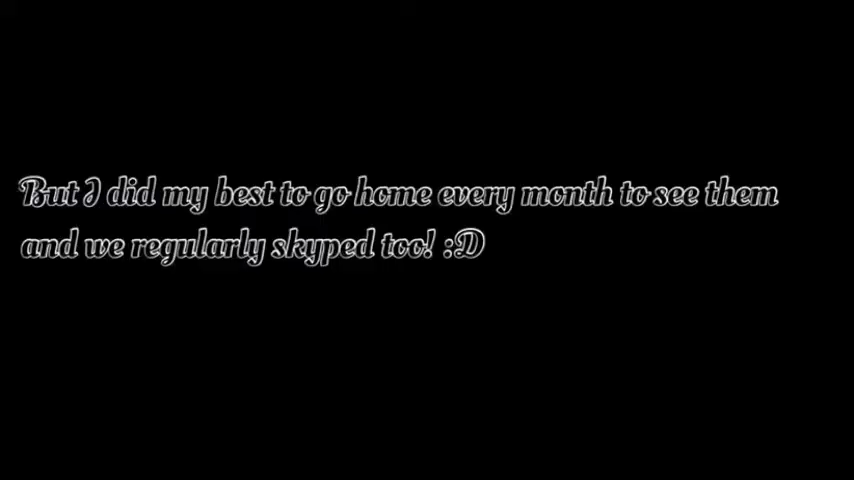 But I did my best to go home every month to see them
and we regularly skyped too! :D